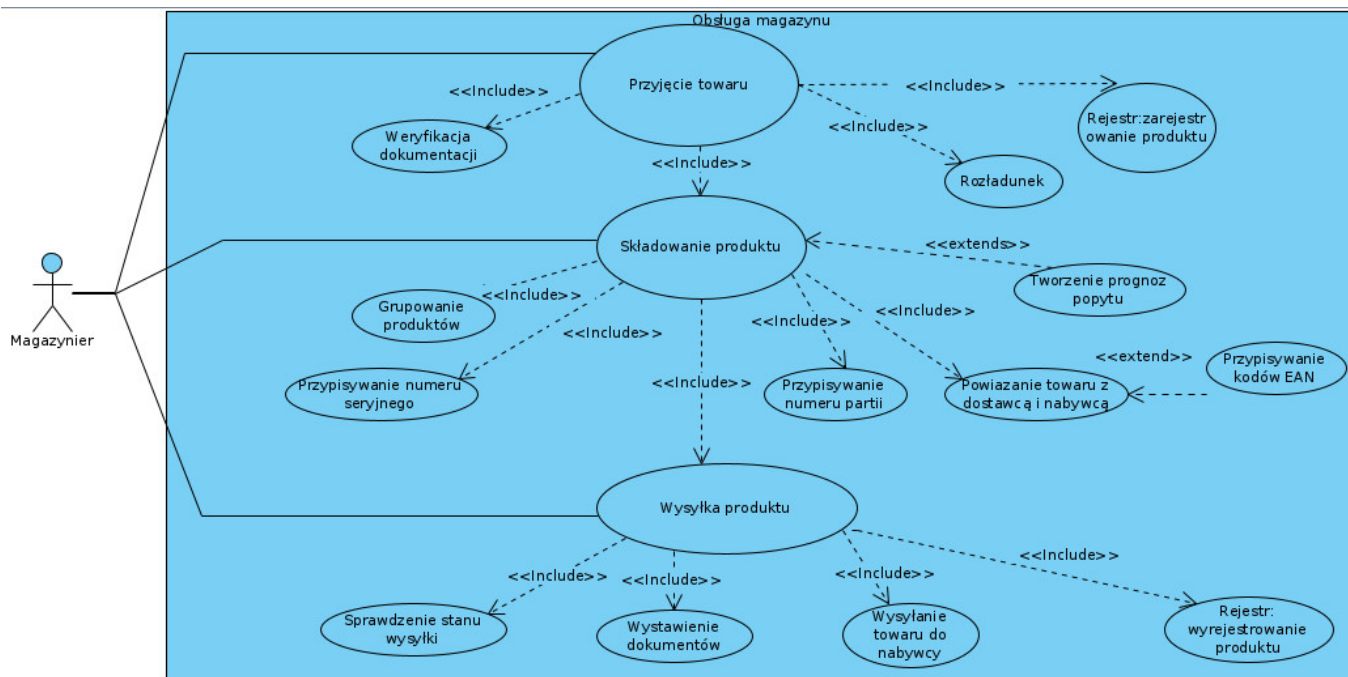 Obsługa magazynu
Przyjęcie towaru
<<Include>>
<<Include>>
Rejestr:zarejestr
owanie produktu
<<Include>>
Weryfikacja
dokumentacji
<<Include>>
Rozładunek
Składowanie produktu
<<extends>>
Tworzenie prognoz
popytu
Magazynier
<<Include>>
Grupowanie
produktów
<<Include>>
<<Include>>
<<Include>>
<<extend>>
Przypisywanie
kodów EAN
Przypisywanie numeru
seryjnego
<<Include>>
Przypisywanie
numeru partii
Powiazanie towaru z
dostawcą i nabywcą
Wysyłka produktu
<<Include>>
<<Include>>
<<Include>>
<<Include>>
Sprawdzenie stanu
wysyłki
Wystawienie
dokumentów
Wysyłanie
towaru do
nabywcy
Rejestr:
wyrejestrowanie
produktu